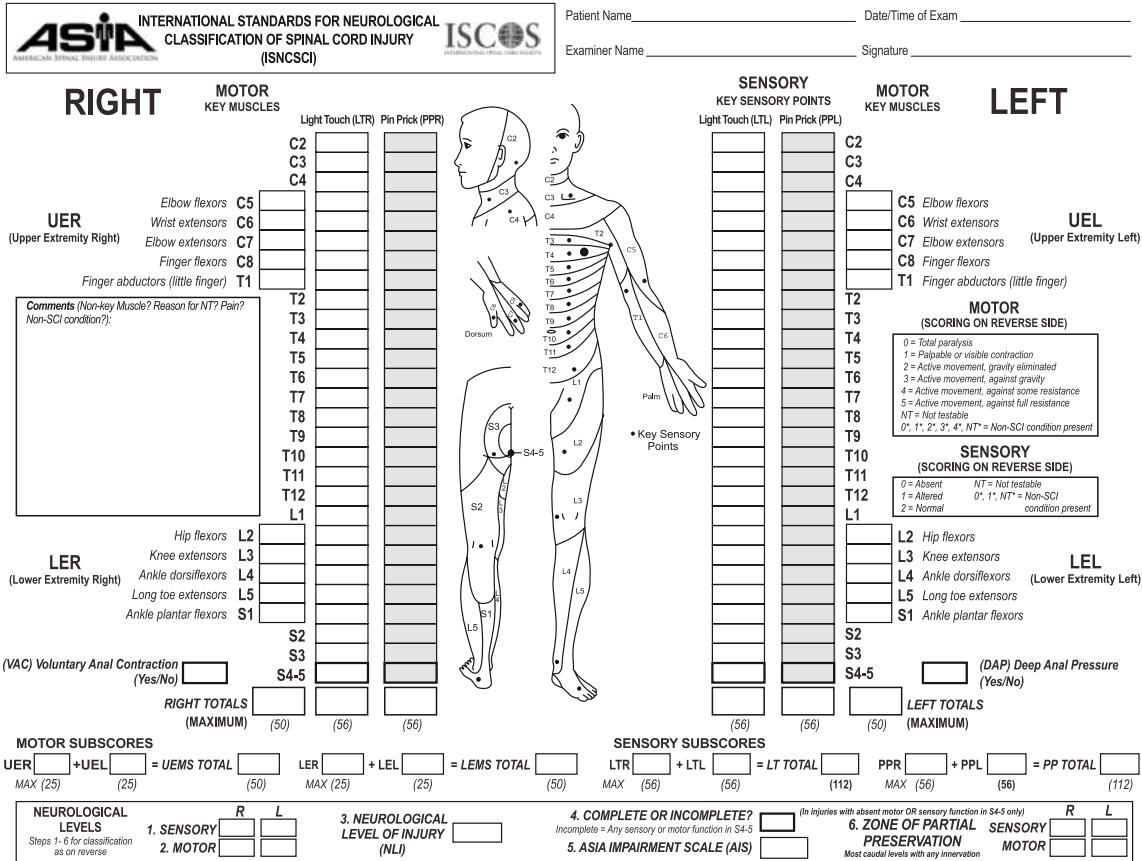 ASIA
AMERICAN SPINAL INJURY ASSOCIATION
INTERNATIONAL STANDARDS FOR NEUROLOGICAL
CLASSIFICATION OF SPINAL CORD INJURY
(ISNCSCI)
ISCOS
Patient Name
Date/Time of Exam
Examiner Name
Signature
RIGHT
MOTOR
KEY MUSCLES
Light Touch (LTR) Pin Prick (PPR)
C2
C3
C4
UER
(Upper Extremity Right)
Elbow flexors C5
Wrist extensors C6
Elbow extensors C7
Finger flexors C8
Finger abductors (little finger) T1
Comments (Non-key Muscle? Reason for NT? Pain?
Non-SCI condition?):
T2
T3
T4
T5
T6
T7
T8
T9
T10
T11
T12
L1
LER
(Lower Extremity Right)
Hip flexors L2
Knee extensors L3
Ankle dorsiflexors L4
Long toe extensors L5
Ankle plantar flexors S1
S2
S3
S4-5
(VAC) Voluntary Anal Contraction
(Yes/No)
RIGHT TOTALS
(MAXIMUM)
(50) (56) (56)
C2
C3
C4
Dorsum
C6
C8
C7
S3
S4-5
S2
L2
L3
L4
S1
L5
C2
C3
C4
T2
T3
T4
T5
T6
T7
T8
T9
T10
T11
T12
L1
C5
T1
C6
Palm
L2
L3
L4
L5
• Key Sensory
Points
SENSORY
KEY SENSORY POINTS
Light Touch (LTL) Pin Prick (PPL)
MOTOR
KEY MUSCLES
LEFT
C2
C3
C4
C5 Elbow flexors
C6 Wrist extensors
C7 Elbow extensors
C8 Finger flexors
T1 Finger abductors (little finger)
UEL
(Upper Extremity Left)
T2
T3
T4
T5
T6
T7
T8
T9
T10
T11
T12
L1
MOTOR
(SCORING ON REVERSE SIDE)
0 = Total paralysis
1 = Palpable or visible contraction
2 = Active movement, gravity eliminated
3 = Active movement, against gravity
4 = Active movement, against some resistance
5 = Active movement, against full resistance
NT = Not testable
0*, 1*, 2*, 3*, 4*, NT* = Non-SCI condition present
SENSORY
(SCORING ON REVERSE SIDE)
0 = Absent NT = Not testable
1 = Altered 0*, 1*, NT* = Non-SCI
2 = Normal condition present
L2 Hip flexors
L3 Knee extensors
L4 Ankle dorsiflexors
L5 Long toe extensors
S1 Ankle plantar flexors
LEL
(Lower Extremity Left)
S2
S3
S4-5
(DAP) Deep Anal Pressure
(Yes/No)
LEFT TOTALS
(56) (56) (50) (MAXIMUM)
MOTOR SUBSCORES
UER +UEL = UEMS TOTAL LER + LEL = LEMS TOTAL
MAX (25) (25) (50) MAX (25) (25) (50)
SENSORY SUBSCORES
LTR + LTL = LT TOTAL PPR + PPL = PP TOTAL
MAX (56) (56) (112) MAX (56) (56) (112)
NEUROLOGICAL
LEVELS
Steps 1- 6 for classification
as on reverse
R L
1. SENSORY
2. MOTOR
3. NEUROLOGICAL
LEVEL OF INJURY
(NLI)
4. COMPLETE OR INCOMPLETE?
Incomplete = Any sensory or motor function in S4-5
5. ASIA IMPAIRMENT SCALE (AIS)
(In injuries with absent motor OR sensory function in S4-5 only)
6. ZONE OF PARTIAL
PRESERVATION
Most caudal levels with any innervation
R L
SENSORY
MOTOR